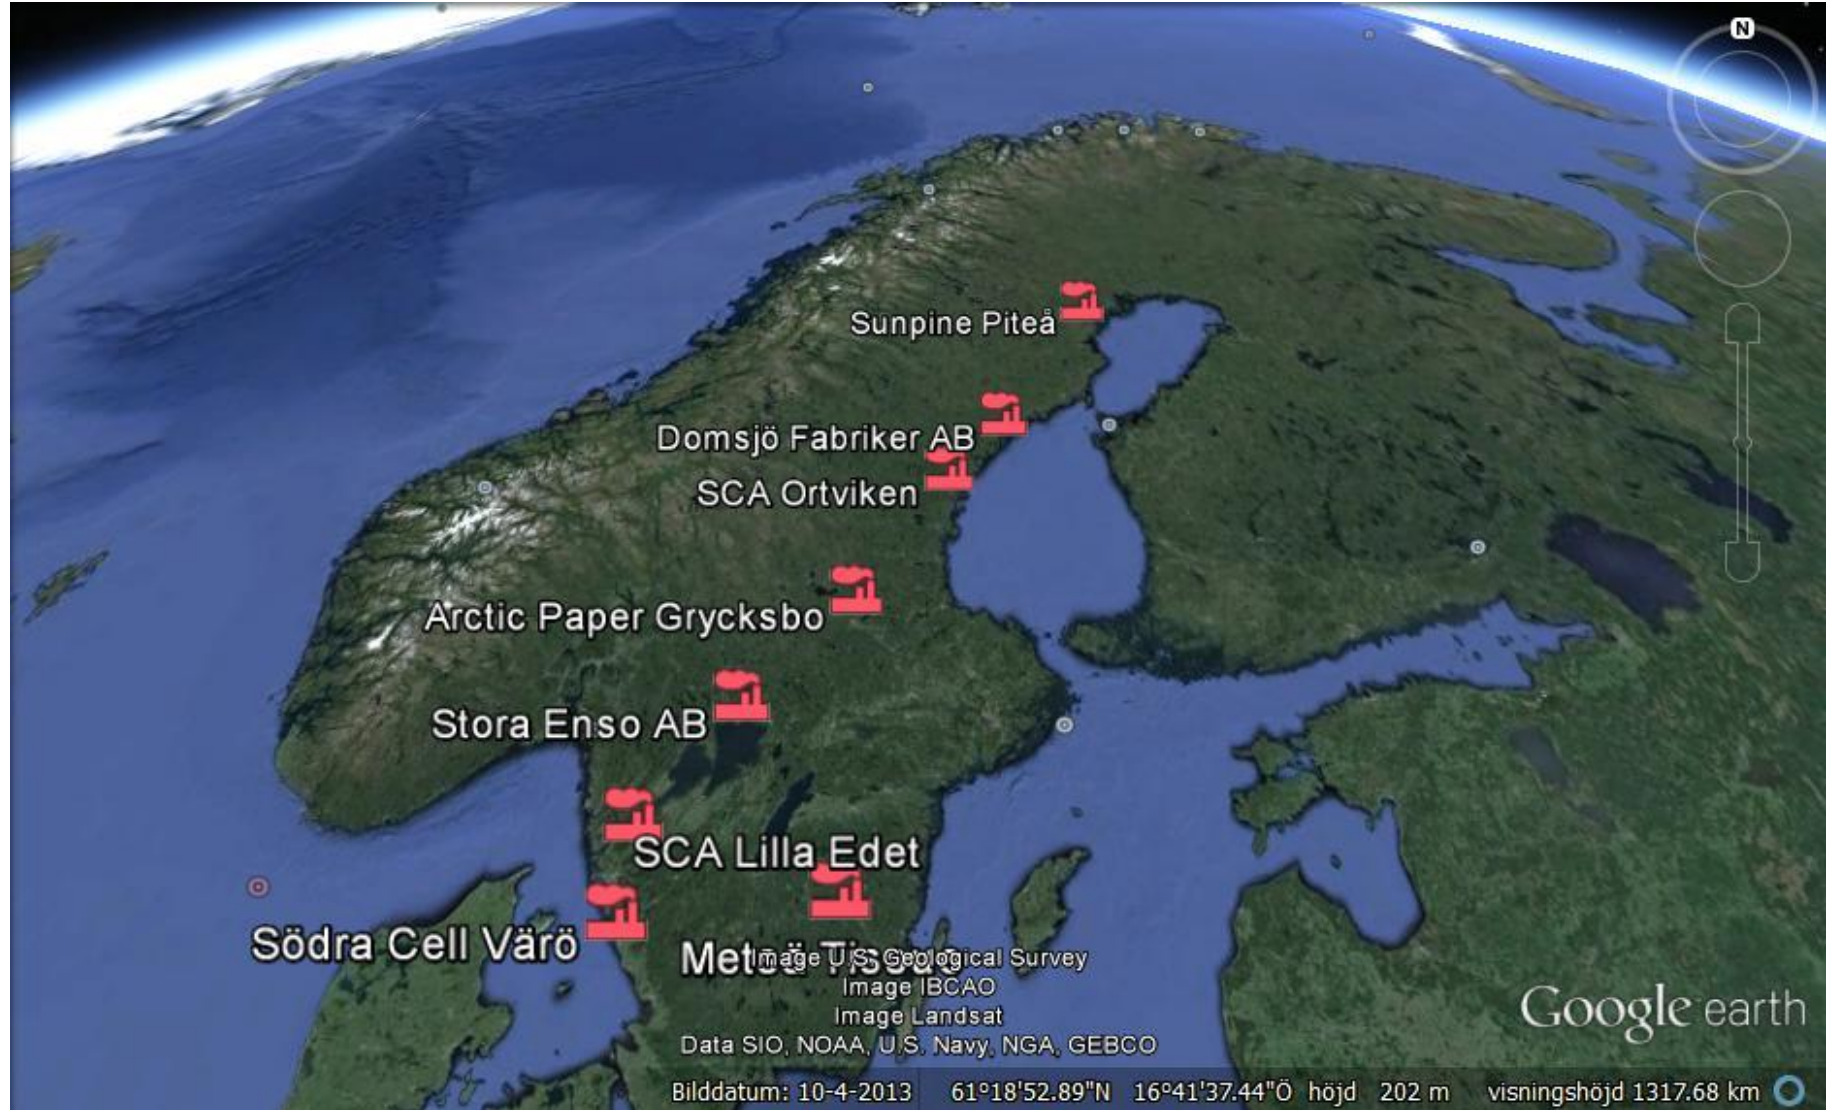 N
Sunpine Piteå
Domsjö Fabriker AB
SCA Ortviken
Arctic Paper Grycksbo
Stora Enso AB
SCA Lilla Edet
Södra Cell Värö
Metsä Tissue
Image U.S. Geological Survey
Image IBCAO
Image Landsat
Data SIO, NOAA, U.S. Navy, NGA, GEBCO
Google earth
Bilddatum: 10-4-2013 61°18'52.89"N 16°41'37.44"Ö höjd 202 m visningshöjd 1317.68 km